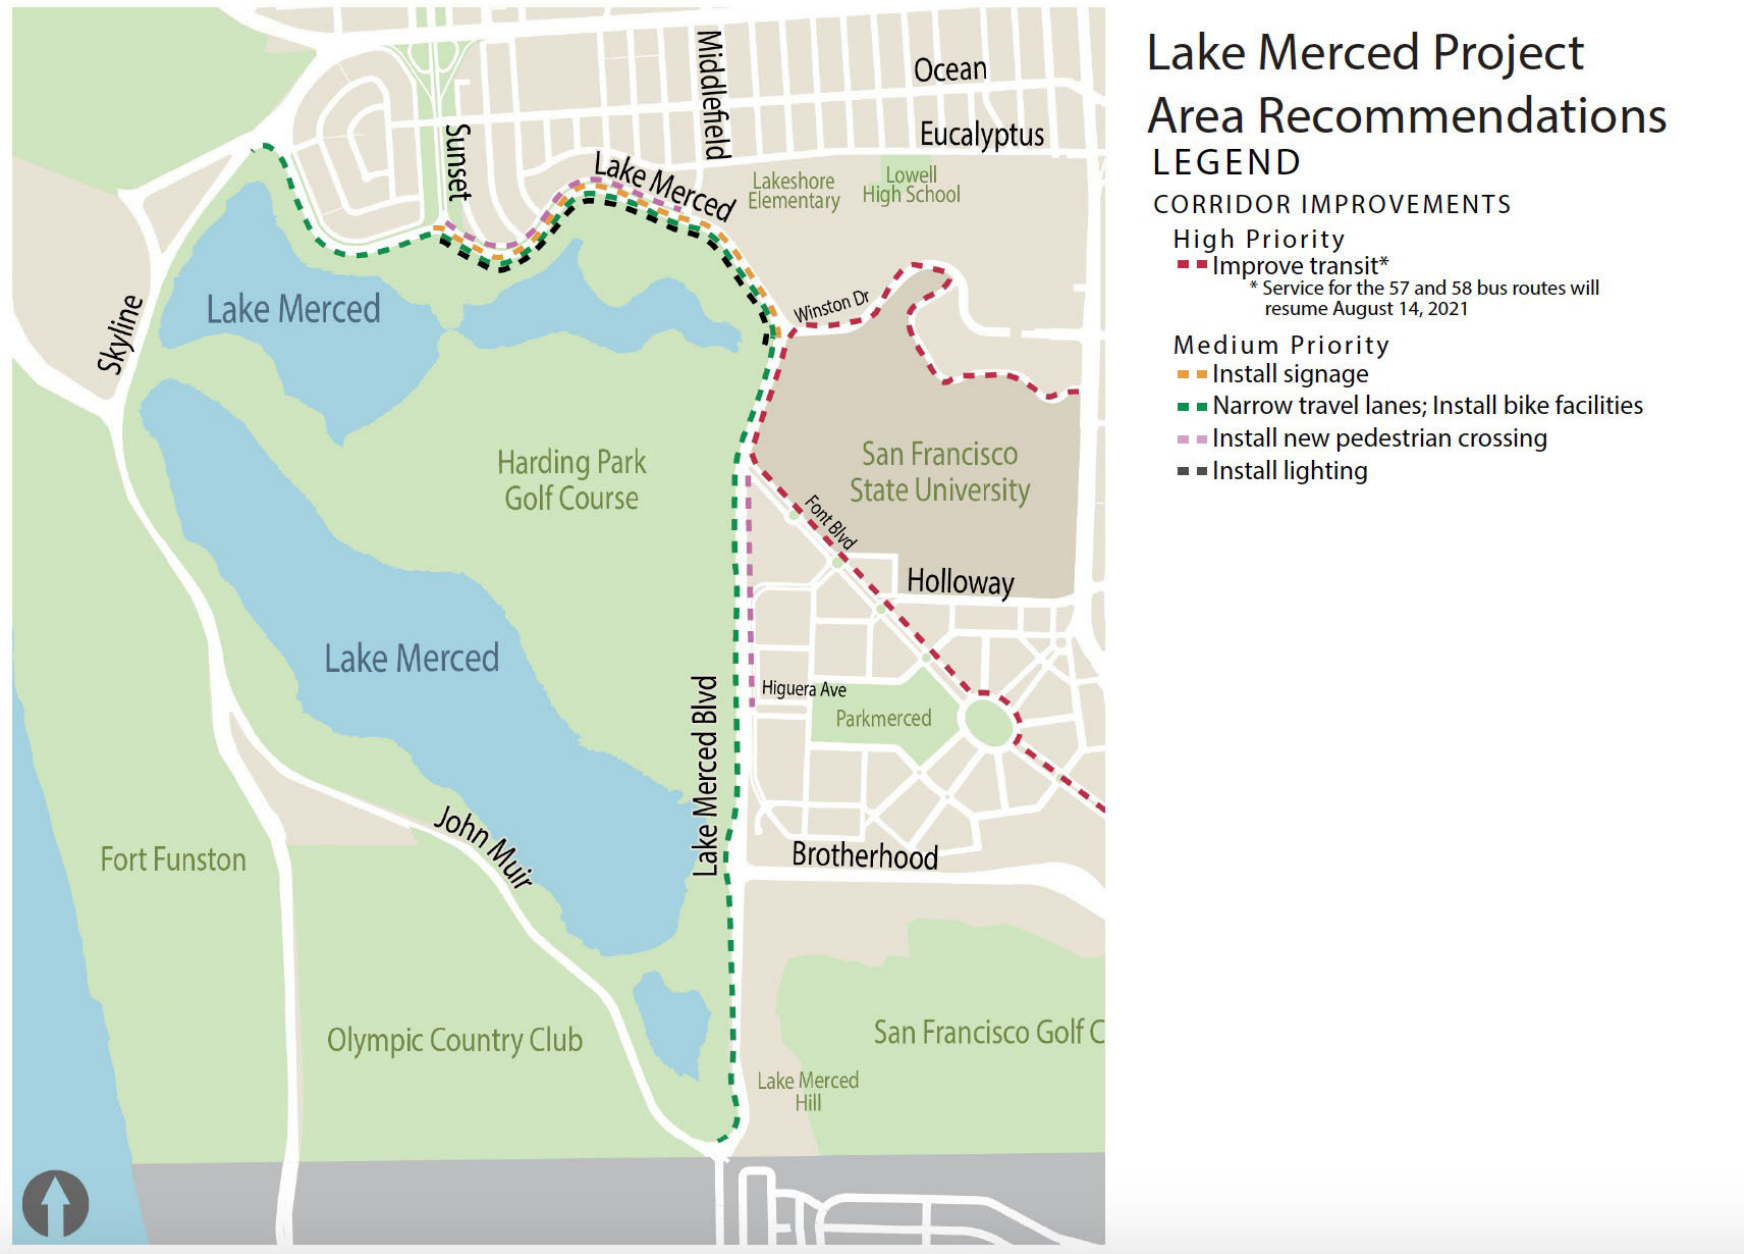 Lake Merced Project
Area Recommendations
LEGEND
CORRIDOR IMPROVEMENTS
High Priority
Improve transit*
* Service for the 57 and 58 bus routes will
resume August 14, 2021
Medium Priority
Install signage
Narrow travel lanes; Install bike facilities
Install new pedestrian crossing
Install lighting
Middlefield
Ocean
Eucalyptus
Sunset
Lake Merced
Lakeshore
Elementary
Lowell
High School
Skyline
Lake Merced
Winston Dr
Harding Park
Golf Course
San Francisco
State University
Font Blvd
Holloway
Lake Merced
Lake Merced Blvd
Higuera Ave
Parkmerced
John Muir
Brotherhood
Fort Funston
Olympic Country Club
San Francisco Golf C
Lake Merced
Hill